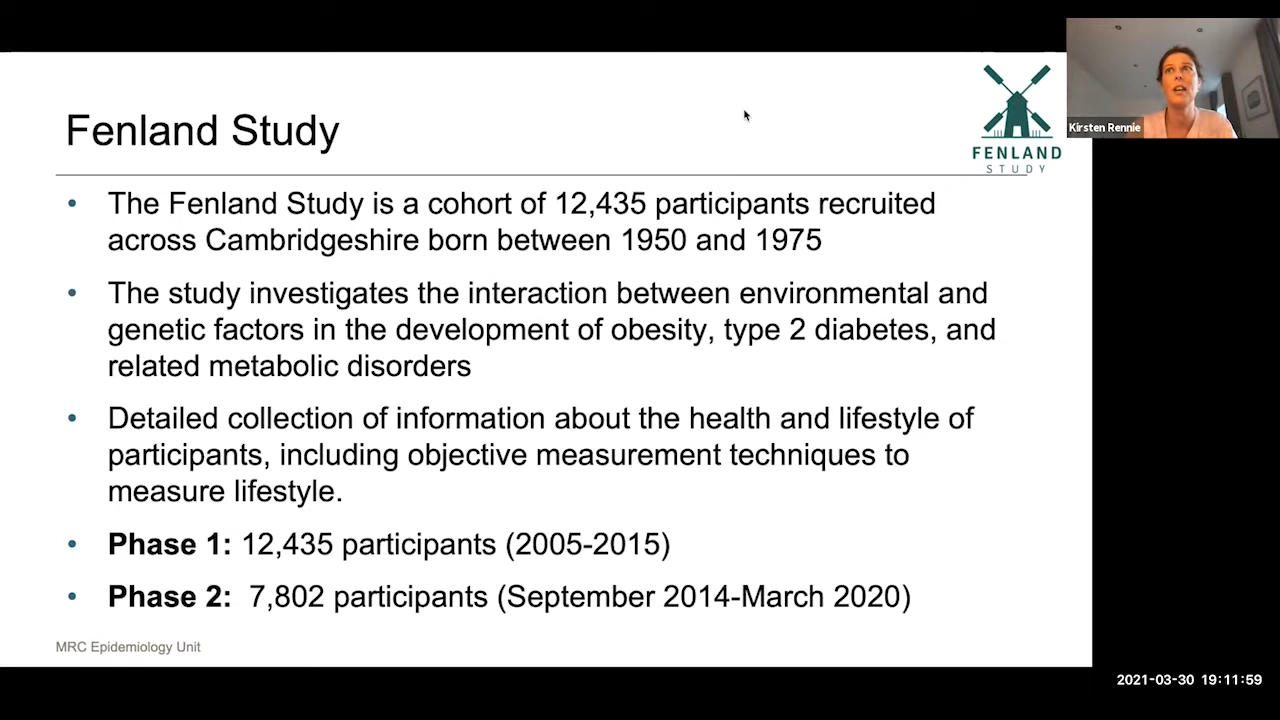 Fenland Study
FENLAND
STUDY
Kirsten Rennie
• The Fenland Study is a cohort of 12,435 participants recruited
across Cambridgeshire born between 1950 and 1975
• The study investigates the interaction between environmental and
genetic factors in the development of obesity, type 2 diabetes, and
related metabolic disorders
• Detailed collection of information about the health and lifestyle of
participants, including objective measurement techniques to
measure lifestyle.
• Phase 1: 12,435 participants (2005-2015)
• Phase 2: 7,802 participants (September 2014-March 2020)
MRC Epidemiology Unit
2021-03-30 19:11:59